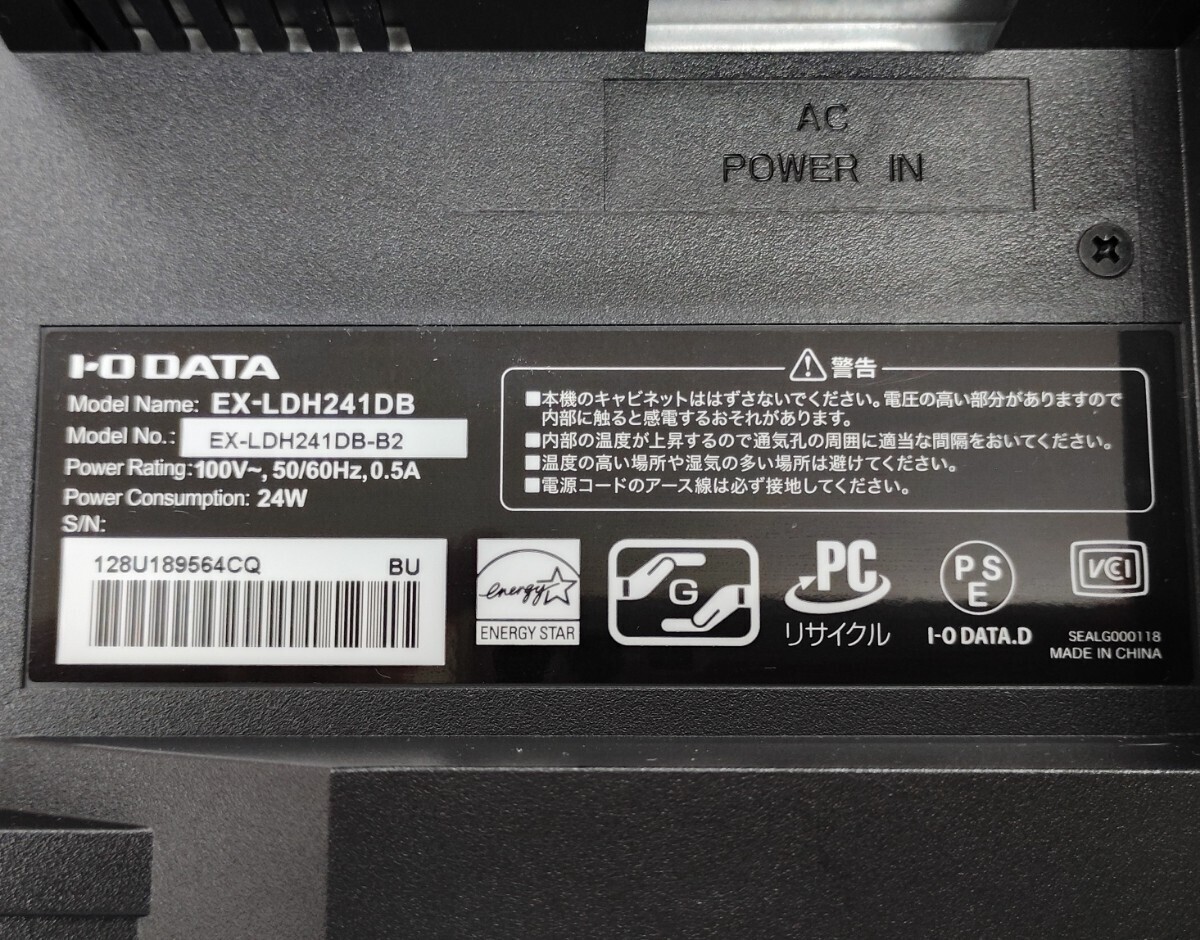 AC
POWER IN
I-O DATA
Model Name: EX-LDH241DB
Model No.: EX-LDH241DB-B2
Power Rating: 100V~, 50/60Hz, 0.5A
Power Consumption: 24W
S/N:
128U189564CQ BU
警告
■本機のキャビネットははずさないでください。電圧の高い部分がありますので
内部に触ると感電するおそれがあります。
■内部の温度が上昇するので通気孔の周囲に適当な間隔をおいてください。
■温度の高い場所や湿気の多い場所は避けてください。
■電源コードのアース線は必ず接地してください。
energy
ENERGY STAR
G
PC
リサイクル
PSE
I-O DATA.D
VCCI
SEALG000118
MADE IN CHINA